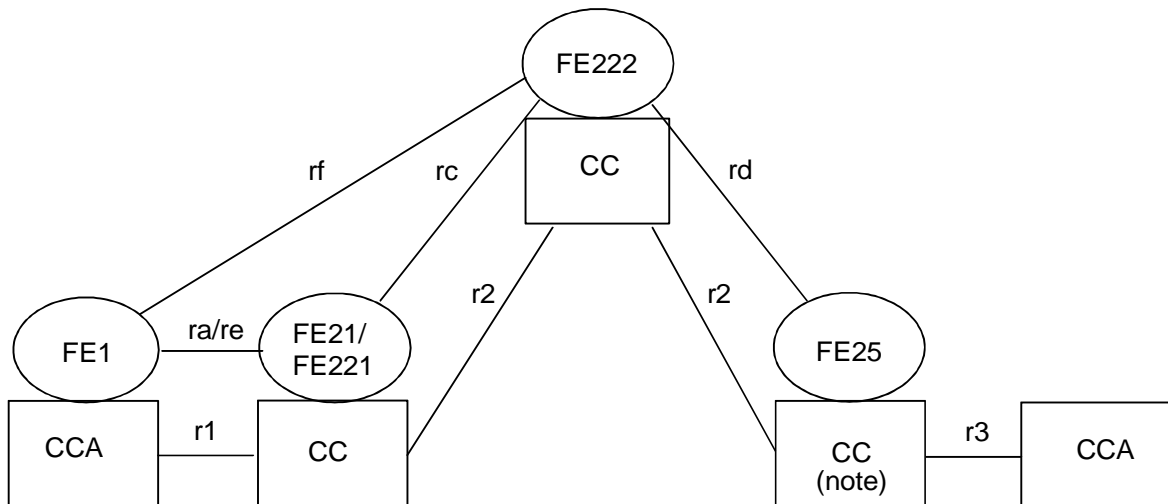 FE222
CC
rf
rc
rd
r2
r2
ra/re
FE1
FE21/
FE221
FE25
CCA
r1
CC
CC
(note)
r3
CCA